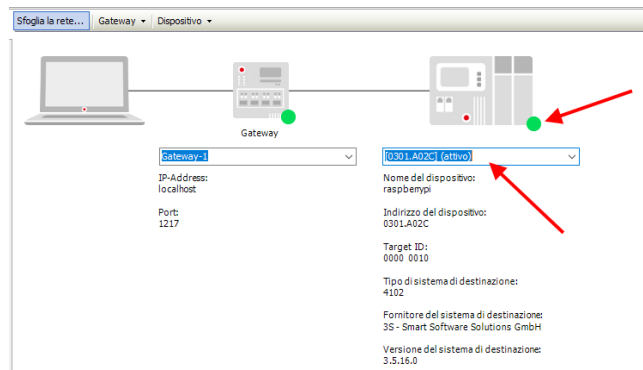 Sfoglia la rete... Gateway Dispositivo
Gateway
Gateway-1
[0301.A02C] (attivo)
IP-Address:
localhost
Port:
1217
Nome del dispositivo:
raspberrypi
Indirizzo del dispositivo:
0301.A02C
Target ID:
0000 0010
Tipo di sistema di destinazione:
4102
Fornitore del sistema di destinazione:
3S - Smart Software Solutions GmbH
Versione del sistema di destinazione:
3.5.16.0